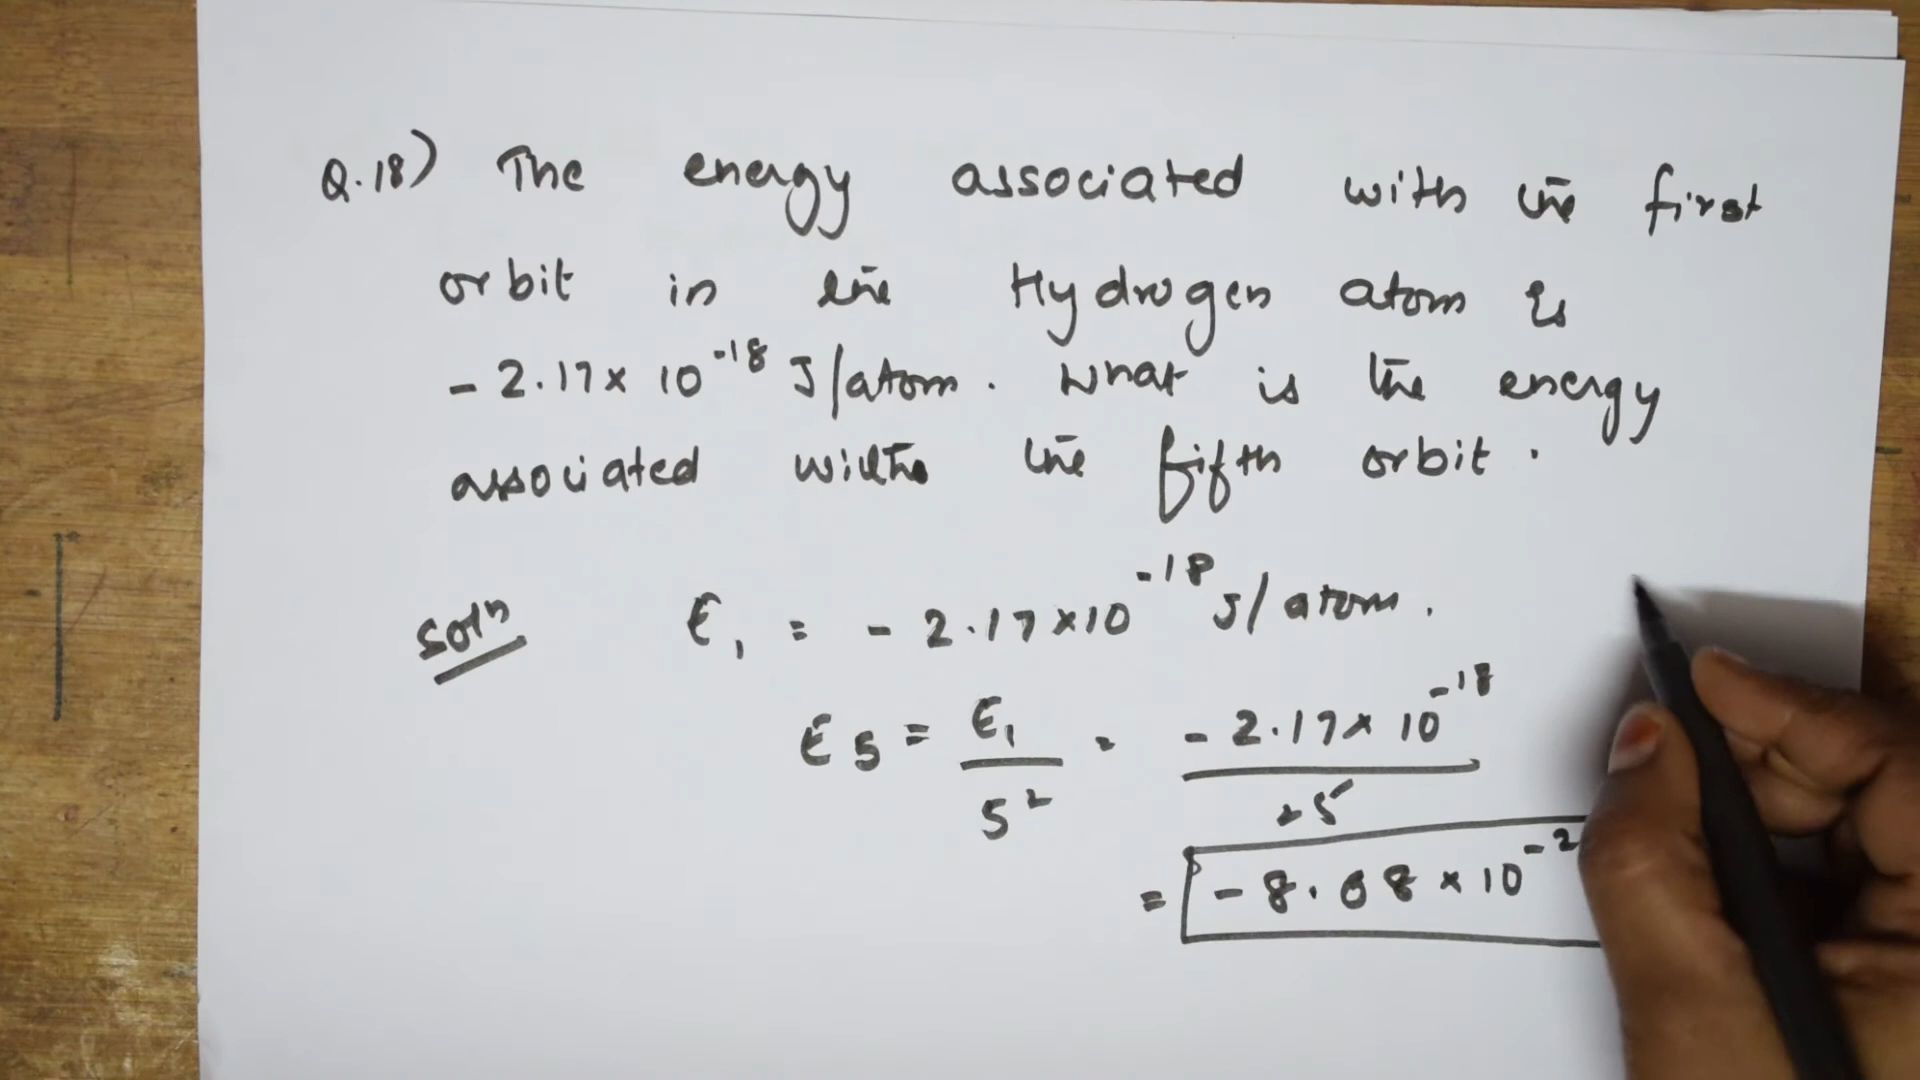 Q.18) The energy associated with the first
orbit in the Hydrogen atom is
- 2.17 x 10^-18 J/atom. What is the energy
associated with the fifth orbit.
Soln E₁ = - 2.17 x 10^-18 J/atom.
E5 = E₁/5² = - 2.17 x 10^-18/25
= - 8.68 x 10^-2